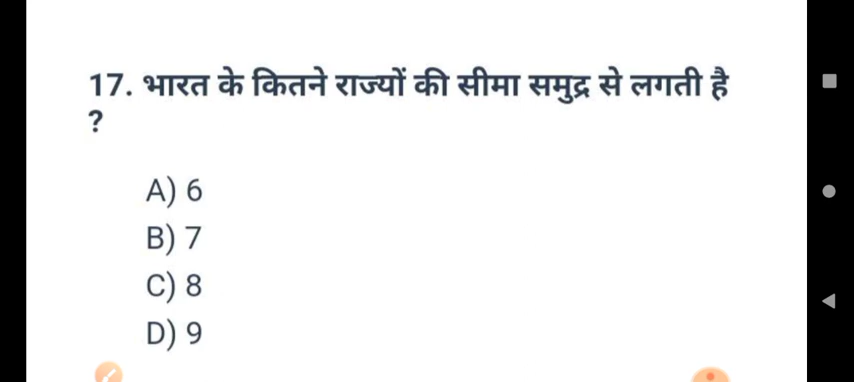 17. भारत के कितने राज्यों की सीमा समुद्र से लगती है
?
A) 6
B) 7
C) 8
D) 9